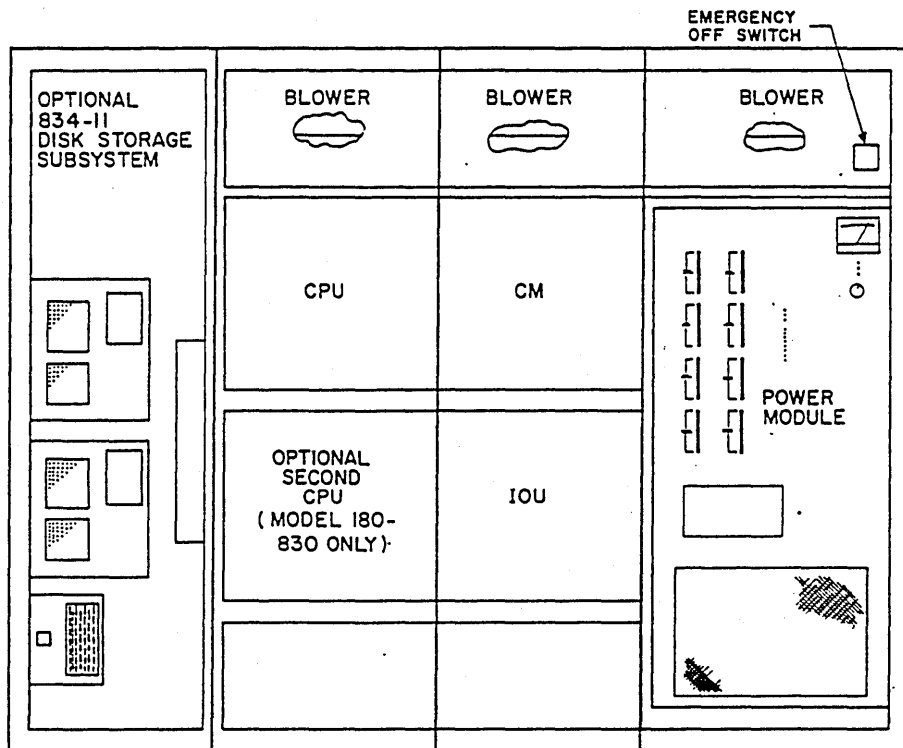 EMERGENCY
OFF SWITCH
OPTIONAL
834-11
DISK STORAGE
SUBSYSTEM
BLOWER
BLOWER
BLOWER
CPU
CM
POWER
MODULE
OPTIONAL
SECOND
CPU
(MODEL 180-
830 ONLY)
IOU